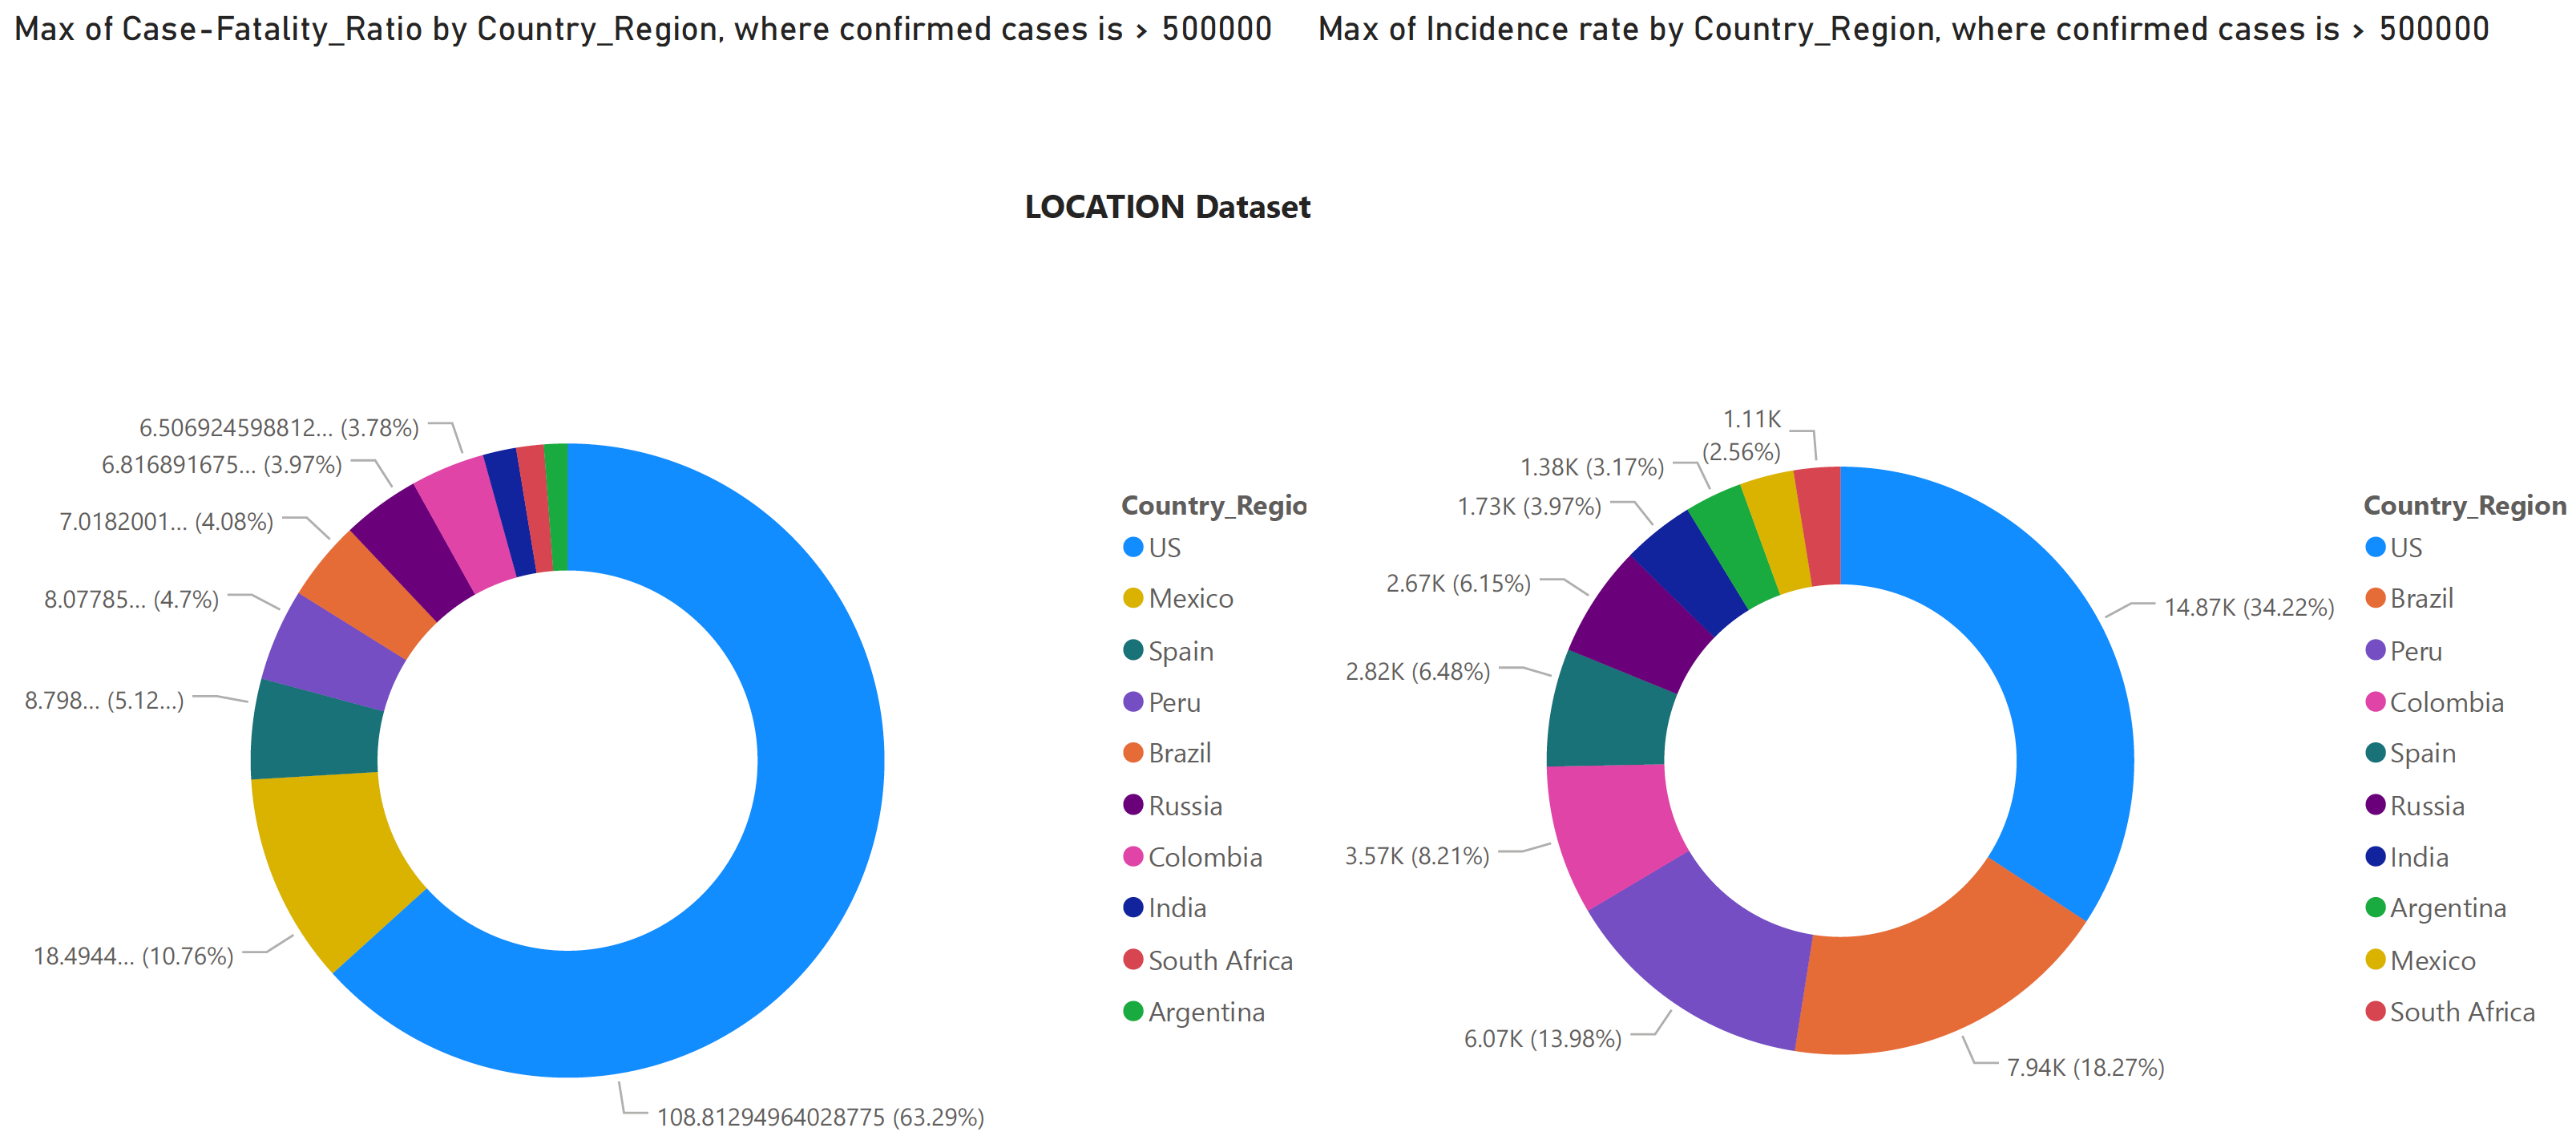 Max of Case-Fatality_Ratio by Country_Region, where confirmed cases is > 500000
Max of Incidence rate by Country_Region, where confirmed cases is > 500000
LOCATION Dataset
6.506924598812... (3.78%)
6.816891675... (3.97%)
7.0182001... (4.08%)
8.07785... (4.7%)
8.798... (5.12...)
18.4944... (10.76%)
108.81294964028775 (63.29%)
Country_Regio
US
Mexico
Spain
Peru
Brazil
Russia
Colombia
India
South Africa
Argentina
1.11K
(2.56%)
1.38K (3.17%)
1.73K (3.97%)
2.67K (6.15%)
2.82K (6.48%)
3.57K (8.21%)
6.07K (13.98%)
7.94K (18.27%)
14.87K (34.22%)
Country_Region
US
Brazil
Peru
Colombia
Spain
Russia
India
Argentina
Mexico
South Africa